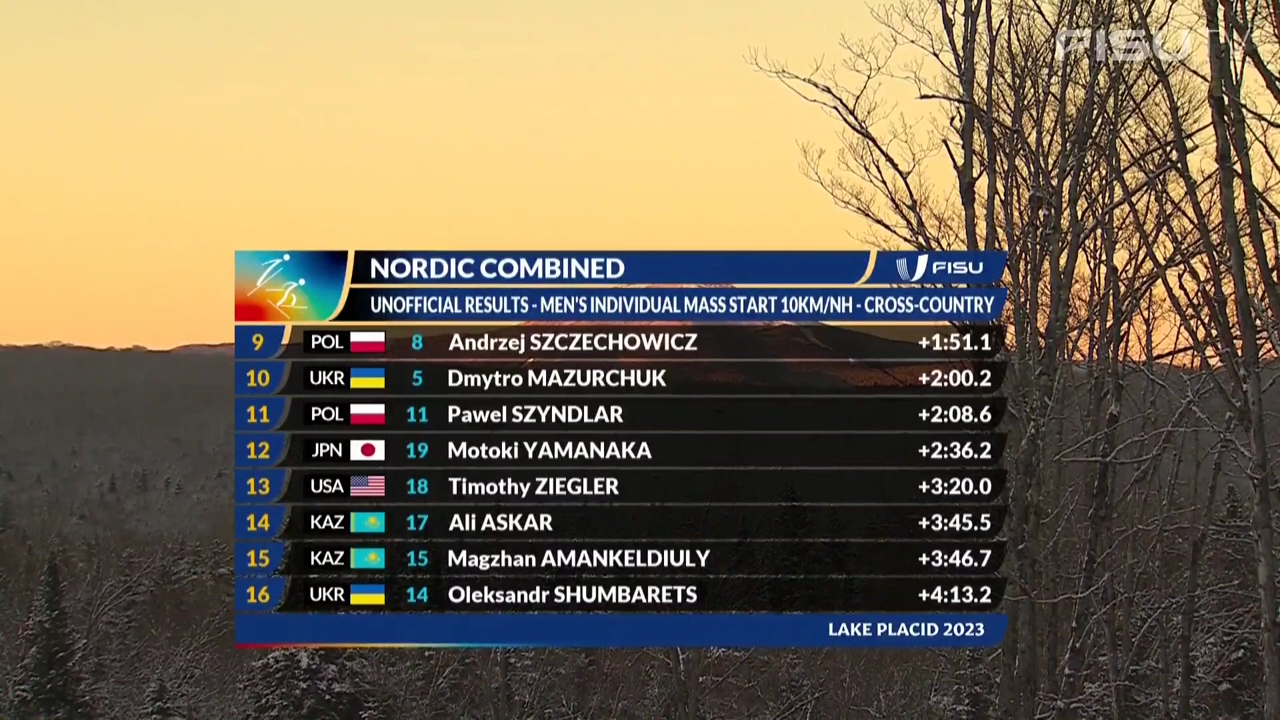 FISU TV
NORDIC COMBINED
FISU
UNOFFICIAL RESULTS - MEN'S INDIVIDUAL MASS START 10KM/NH - CROSS-COUNTRY
9 POL 8 Andrzej SZCZECHOWICZ +1:51.1
10 UKR 5 Dmytro MAZURCHUK +2:00.2
11 POL 11 Pawel SZYNDLAR +2:08.6
12 JPN 19 Motoki YAMANAKA +2:36.2
13 USA 18 Timothy ZIEGLER +3:20.0
14 KAZ 17 Ali ASKAR +3:45.5
15 KAZ 15 Magzhan AMANKELDIULY +3:46.7
16 UKR 14 Oleksandr SHUMBARETS +4:13.2
LAKE PLACID 2023